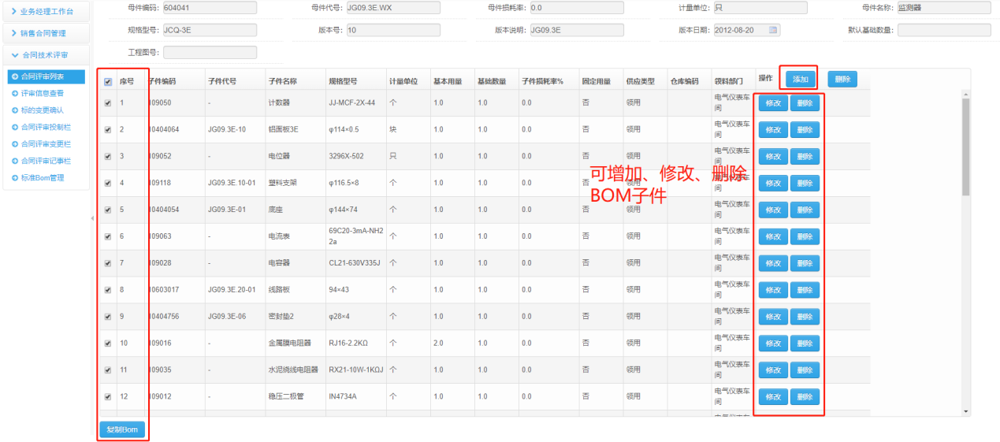 业务经理工作台
销售合同管理
合同技术评审
合同评审列表
评审信息查看
标的变更确认
合同评审控制栏
合同评审变更栏
合同评审记事栏
标准Bom管理
母件编码: 604041 母件代号: JG09.3E.WX 母件损耗率: 0.0 计量单位: 只 母件名称: 监测器
规格型号: JCQ-3E 版本号: 10 版本说明: JG09.3E 版本日期: 2012-08-20 默认基础数量:
工程图号:
序号 子件编码 子件代号 子件名称 规格型号 计量单位 基本用量 基础数量 子件损耗率% 固定用量 供应类型 仓库编码 领料部门 操作 添加 删除
1 109050 - 计数器 JJ-MCF-2X-44 个 1.0 1.0 0.0 否 领用 电气仪表车间 修改 删除
2 10404064 JG09.3E-10 铝面板3E φ114×0.5 块 1.0 1.0 0.0 否 领用 电气仪表车间 修改 删除
3 109052 - 电位器 3296X-502 只 1.0 1.0 0.0 否 领用 电气仪表车间 修改 删除
4 109118 JG09.3E.10-01 塑料支架 φ116.5×8 个 1.0 1.0 0.0 否 领用 电气仪表车间 修改 删除
可增加、修改、删除
BOM子件
5 10404054 JG09.3E-01 底座 φ144×74 个 1.0 1.0 0.0 否 领用 电气仪表车间 修改 删除
6 109063 - 电流表 69C20-3mA-NH22a 个 1.0 1.0 0.0 否 领用 电气仪表车间 修改 删除
7 109028 - 电容器 CL21-630V335J 个 1.0 1.0 0.0 否 领用 电气仪表车间 修改 删除
8 10603017 JG09.3E.20-01 线路板 94×43 个 1.0 1.0 0.0 否 领用 电气仪表车间 修改 删除
9 10404756 JG09.3E-06 密封垫2 φ28×4 个 1.0 1.0 0.0 否 领用 电气仪表车间 修改 删除
10 109016 - 金属膜电阻器 RJ16-2.2KΩ 个 2.0 1.0 0.0 否 领用 电气仪表车间 修改 删除
11 109035 - 水泥绕线电阻器 RX21-10W-1KΩJ 个 1.0 1.0 0.0 否 领用 电气仪表车间 修改 删除
12 109012 - 稳压二极管 IN4734A 个 1.0 1.0 0.0 否 领用 电气仪表车间 修改 删除
复制Bom